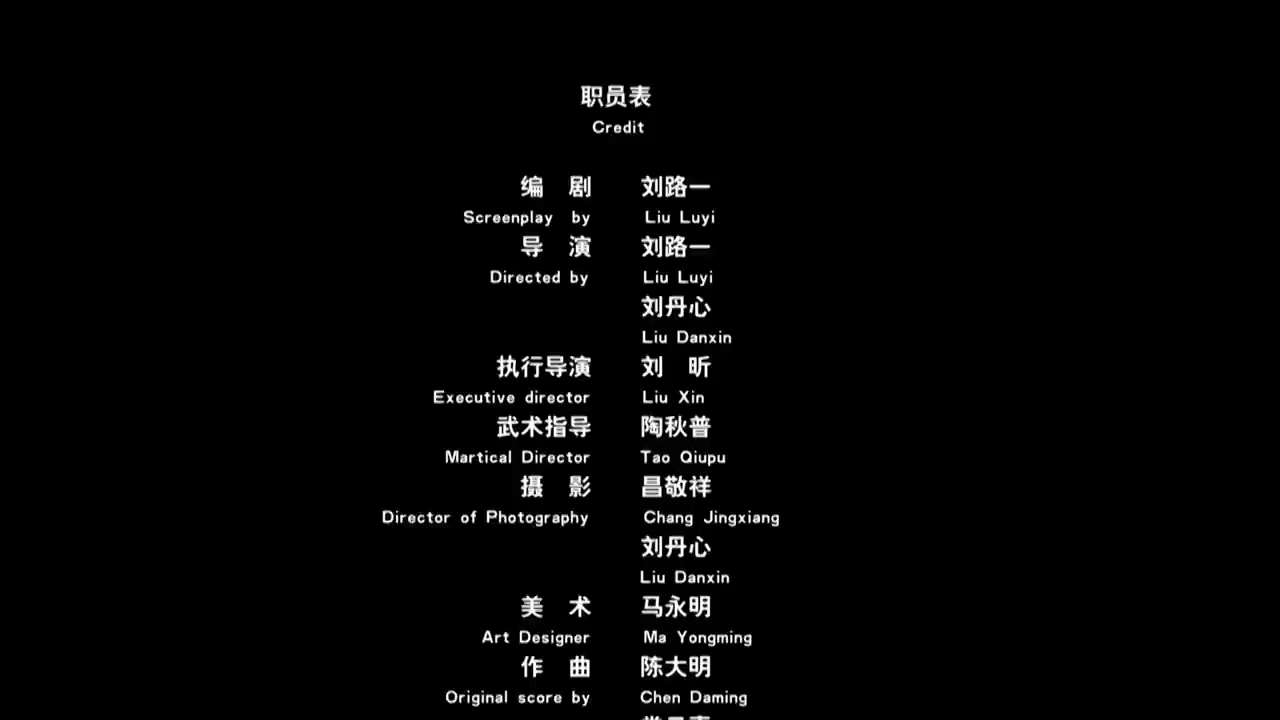 职员表
Credit
编 剧 刘路一
Screenplay by Liu Luyi
导 演 刘路一
Directed by Liu Luyi
刘丹心
Liu Danxin
执行导演 刘 昕
Executive director Liu Xin
武术指导 陶秋普
Martical Director Tao Qiupu
摄 影 昌敬祥
Director of Photography Chang Jingxiang
刘丹心
Liu Danxin
美 术 马永明
Art Designer Ma Yongming
作 曲 陈大明
Original score by Chen Daming